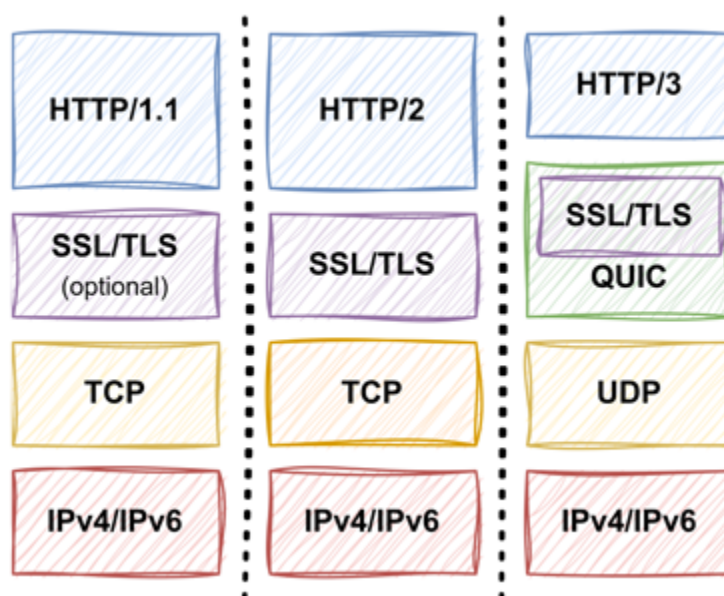 HTTP/1.1
SSL/TLS
(optional)
TCP
IPv4/IPv6
HTTP/2
SSL/TLS
TCP
IPv4/IPv6
HTTP/3
SSL/TLS
QUIC
UDP
IPv4/IPv6